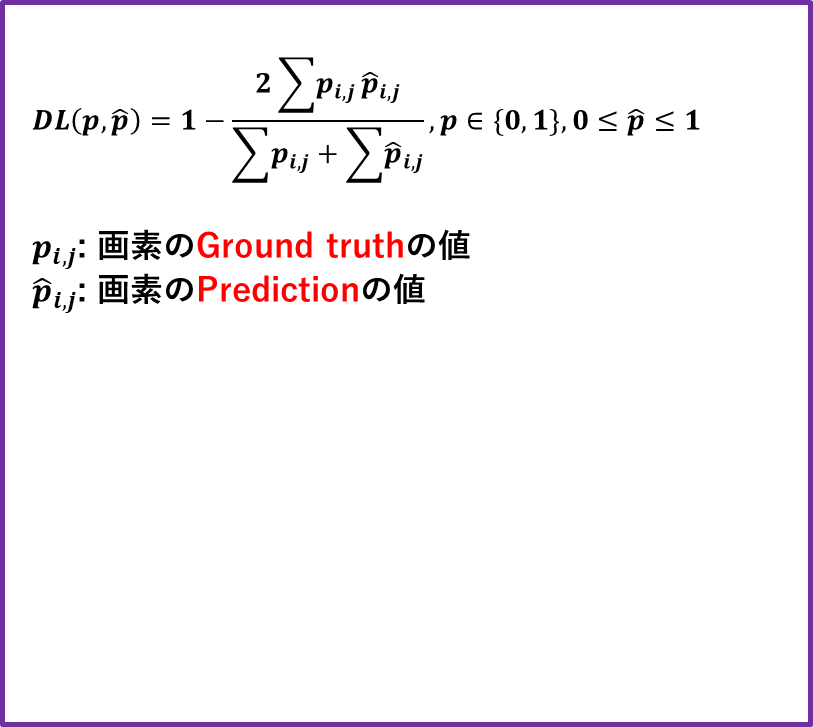 DL(p, p̂) = 1 − 2∑p_{i,j} p̂_{i,j} / ∑p_{i,j} + ∑p̂_{i,j}, p ∈ {0, 1}, 0 ≤ p̂ ≤ 1
p_{i,j}: 画素のGround truthの値
p̂_{i,j}: 画素のPredictionの値